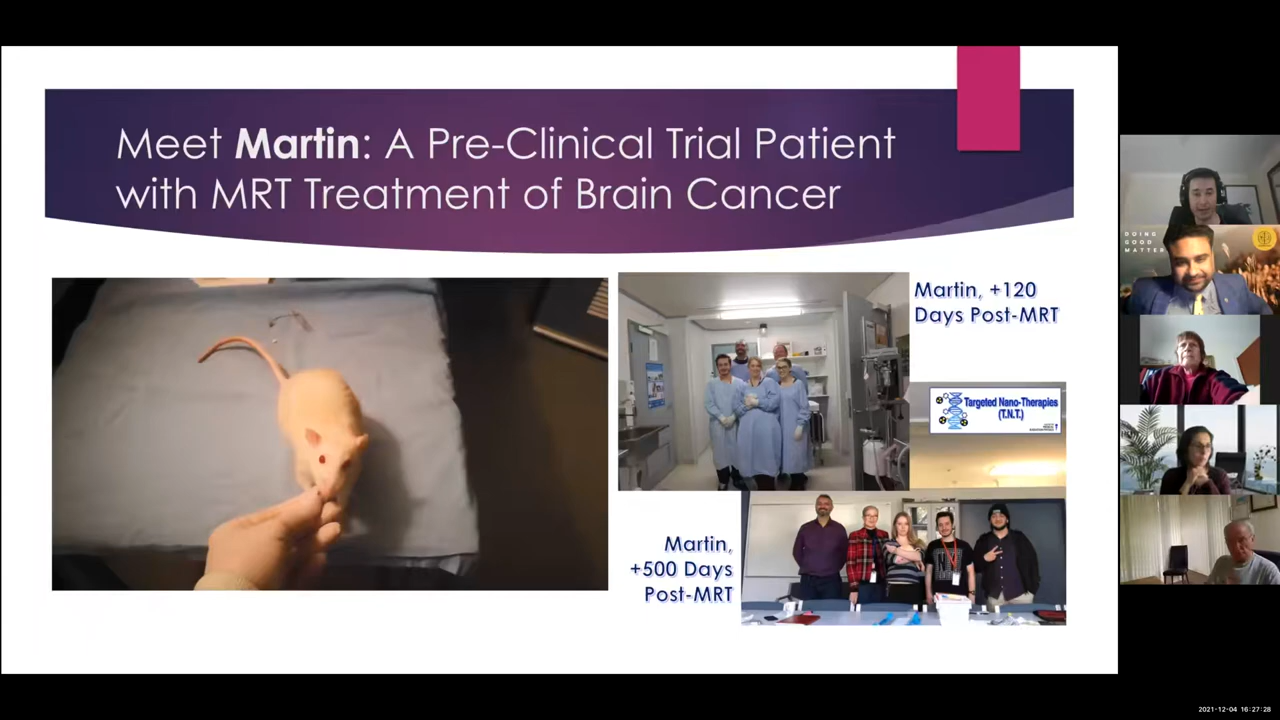 Meet Martin: A Pre-Clinical Trial Patient
with MRT Treatment of Brain Cancer
Martin, +120
Days Post-MRT
Targeted Nano-Therapies
(T.N.T.)
Martin,
+500 Days
Post-MRT
DOING
GOOD
MATTER
2021-12-04 16:27:28